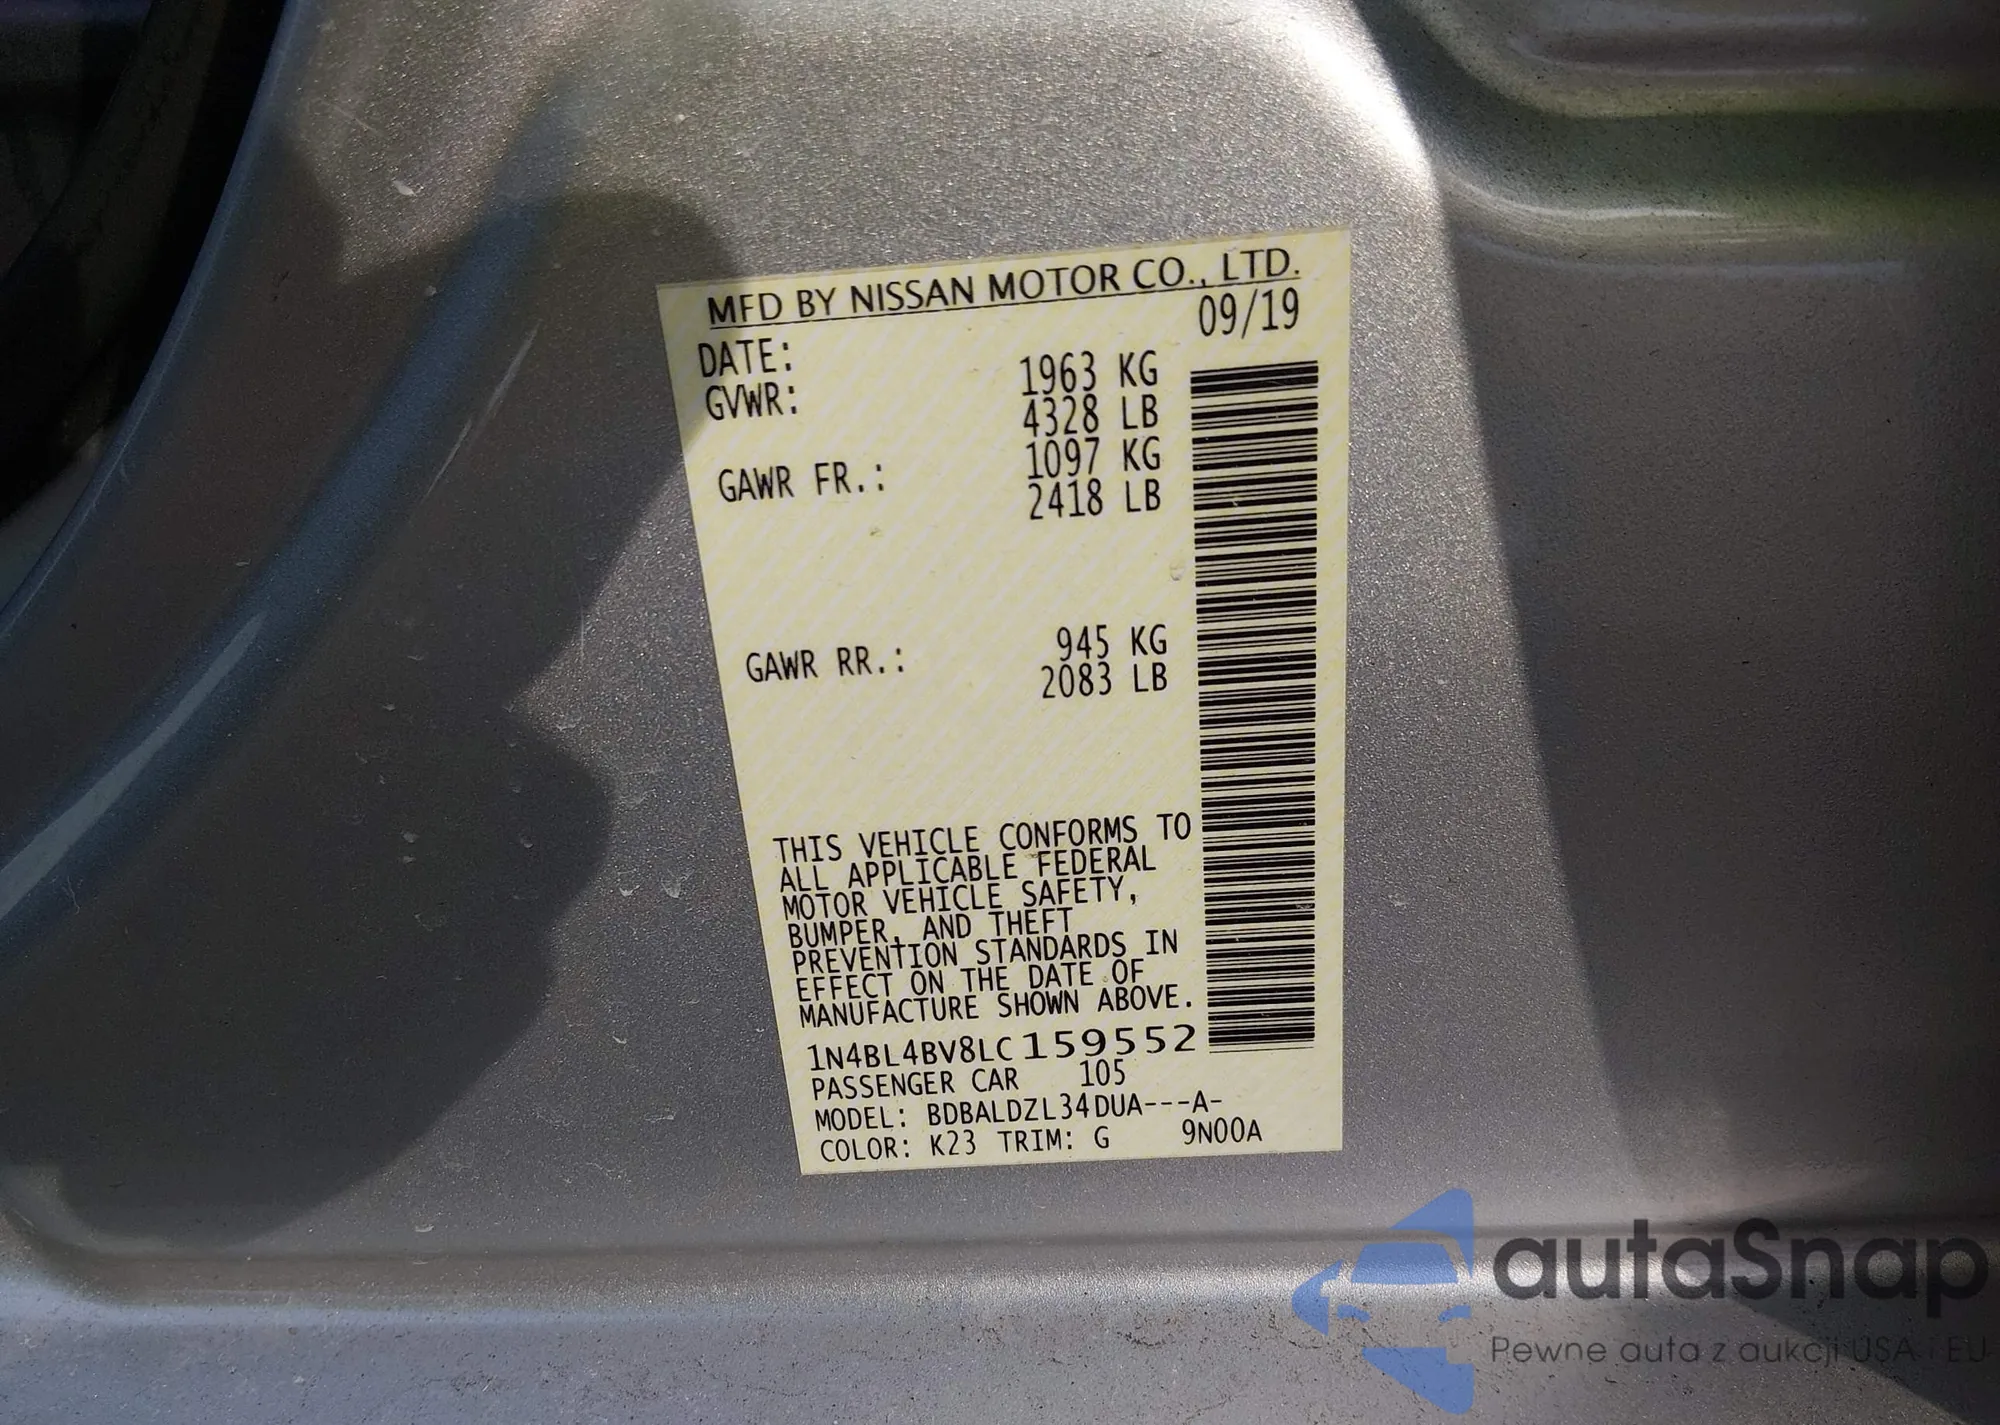 MFD BY NISSAN MOTOR CO., LTD.
DATE: 09/19
GVWR: 1963 KG
4328 LB
GAWR FR.: 1097 KG
2418 LB
GAWR RR.: 945 KG
2083 LB
THIS VEHICLE CONFORMS TO
ALL APPLICABLE FEDERAL
MOTOR VEHICLE SAFETY,
BUMPER, AND THEFT
PREVENTION STANDARDS IN
EFFECT ON THE DATE OF
MANUFACTURE SHOWN ABOVE.
1N4BL4BV8LC159552
PASSENGER CAR 105
MODEL: BDBALDZL34DUA---A-
COLOR: K23 TRIM: G 9N00A
autaSnap
Pewne auta z aukcji USA i EU